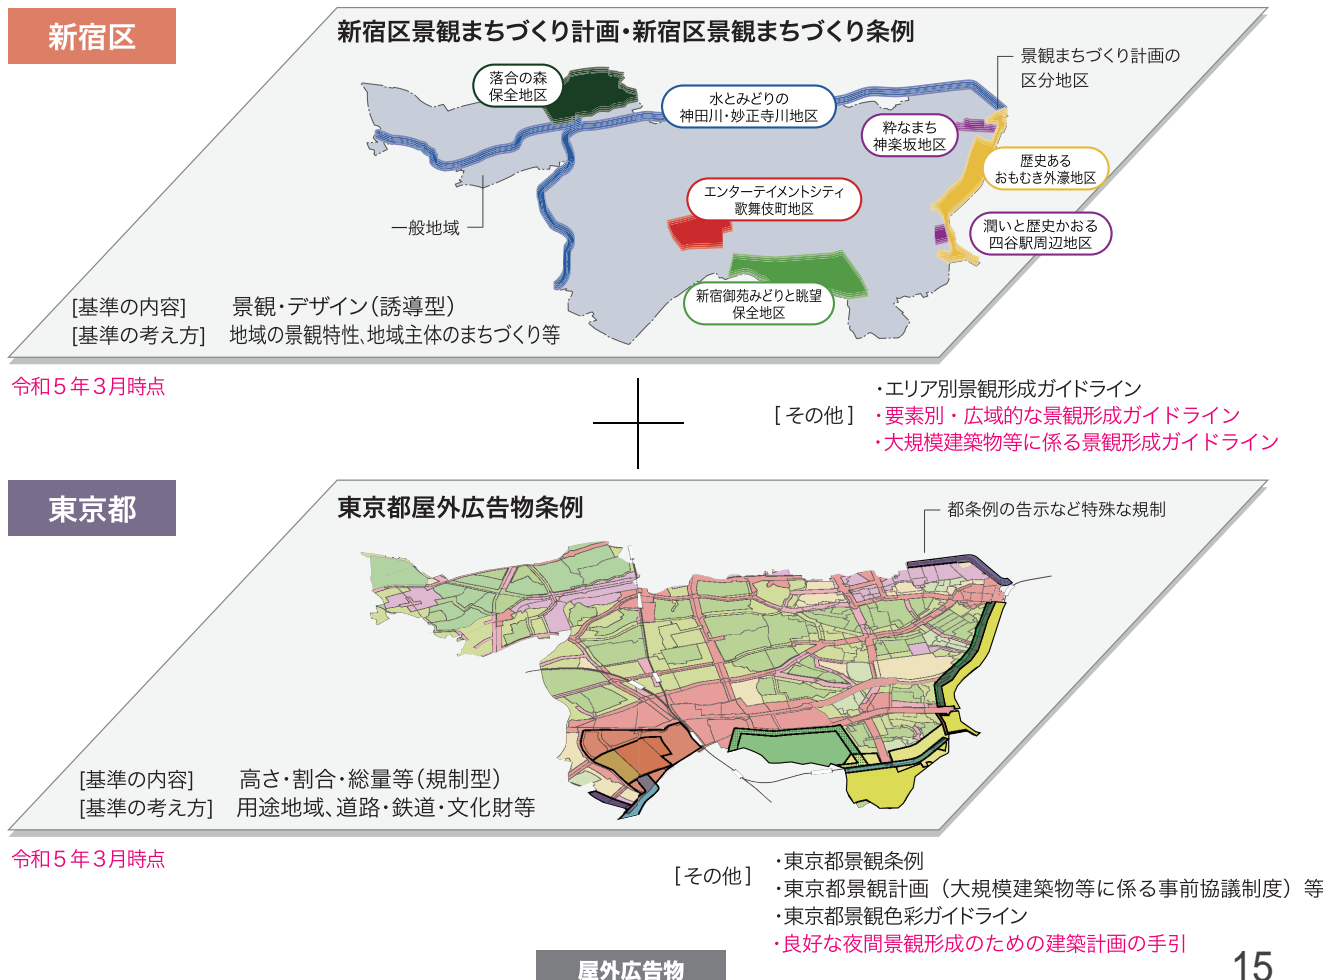 新宿区
新宿区景観まちづくり計画・新宿区景観まちづくり条例
景観まちづくり計画の
区分地区
落合の森
保全地区
水とみどりの
神田川・妙正寺川地区
粋なまち
神楽坂地区
歴史ある
おもむき外濠地区
エンターテイメントシティ
歌舞伎町地区
潤いと歴史かおる
四谷駅周辺地区
一般地域
新宿御苑みどりと眺望
保全地区
[基準の内容] 景観・デザイン（誘導型）
[基準の考え方] 地域の景観特性、地域主体のまちづくり等
令和５年３月時点
[その他]
・エリア別景観形成ガイドライン
・要素別・広域的な景観形成ガイドライン
・大規模建築物等に係る景観形成ガイドライン
東京都
東京都屋外広告物条例
都条例の告示など特殊な規制
[基準の内容] 高さ・割合・総量等（規制型）
[基準の考え方] 用途地域、道路・鉄道・文化財等
令和５年３月時点
[その他]
・東京都景観条例
・東京都景観計画（大規模建築物等に係る事前協議制度）等
・東京都景観色彩ガイドライン
・良好な夜間景観形成のための建築計画の手引
屋外広告物
15